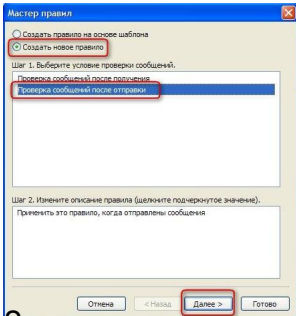 Мастер правил
Создать правило на основе шаблона
Создать новое правило
Шаг 1. Выберите условие проверки сообщений.
Проверка сообщений после получения
Проверка сообщений после отправки
Шаг 2. Измените описание правила (щелкните подчеркнутое значение).
Применить это правило, когда отправлены сообщения
Отмена
< Назад
Далее >
Готово